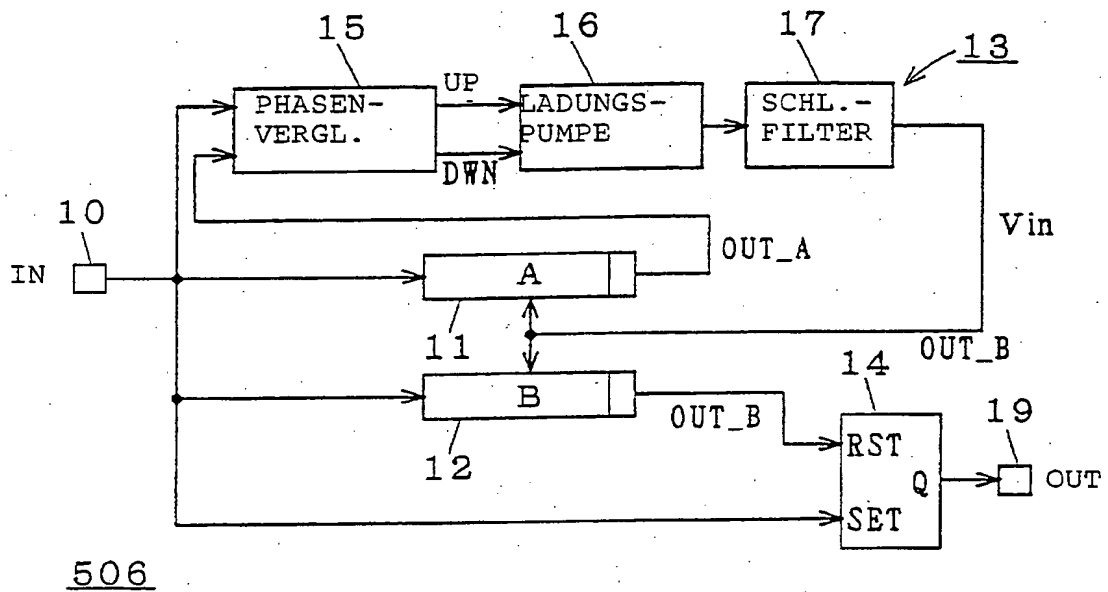 15
16
17
13
PHASEN-
VERGL.
UP
DWN
LADUNGS-
PUMPE
SCHL.-
FILTER
10
IN
OUT_A
Vin
A
11
OUT_B
B
12
OUT_B
14
RST
Q
SET
19
OUT
506